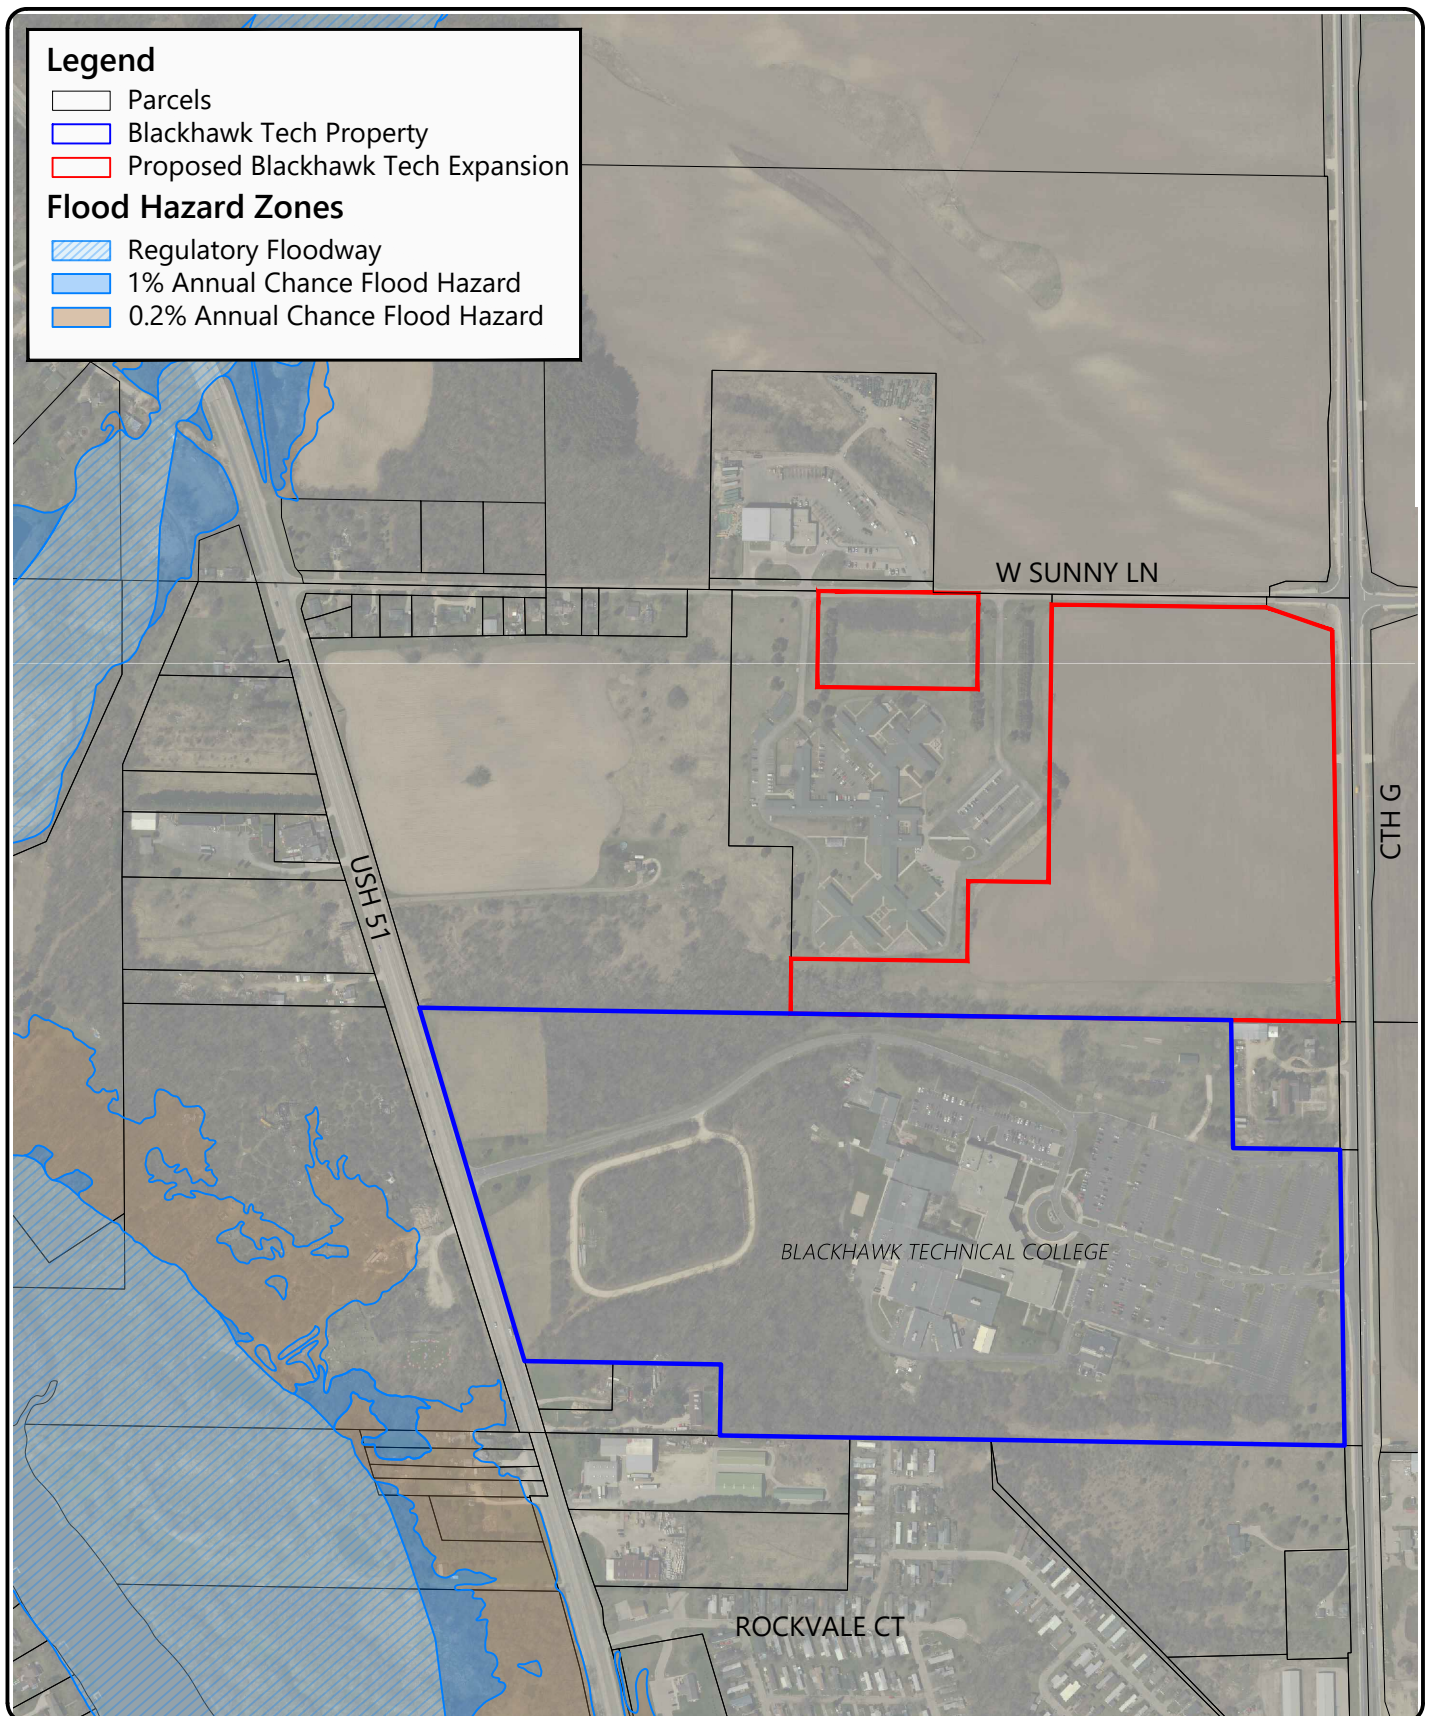 Legend
Parcels
Blackhawk Tech Property
Proposed Blackhawk Tech Expansion
Flood Hazard Zones
Regulatory Floodway
1% Annual Chance Flood Hazard
0.2% Annual Chance Flood Hazard
W SUNNY LN
CTH G
USH 51
BLACKHAWK TECHNICAL COLLEGE
ROCKVALE CT